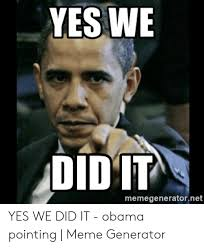 YES WE
DID IT
memegenerator.net
YES WE DID IT - obama
pointing | Meme Generator